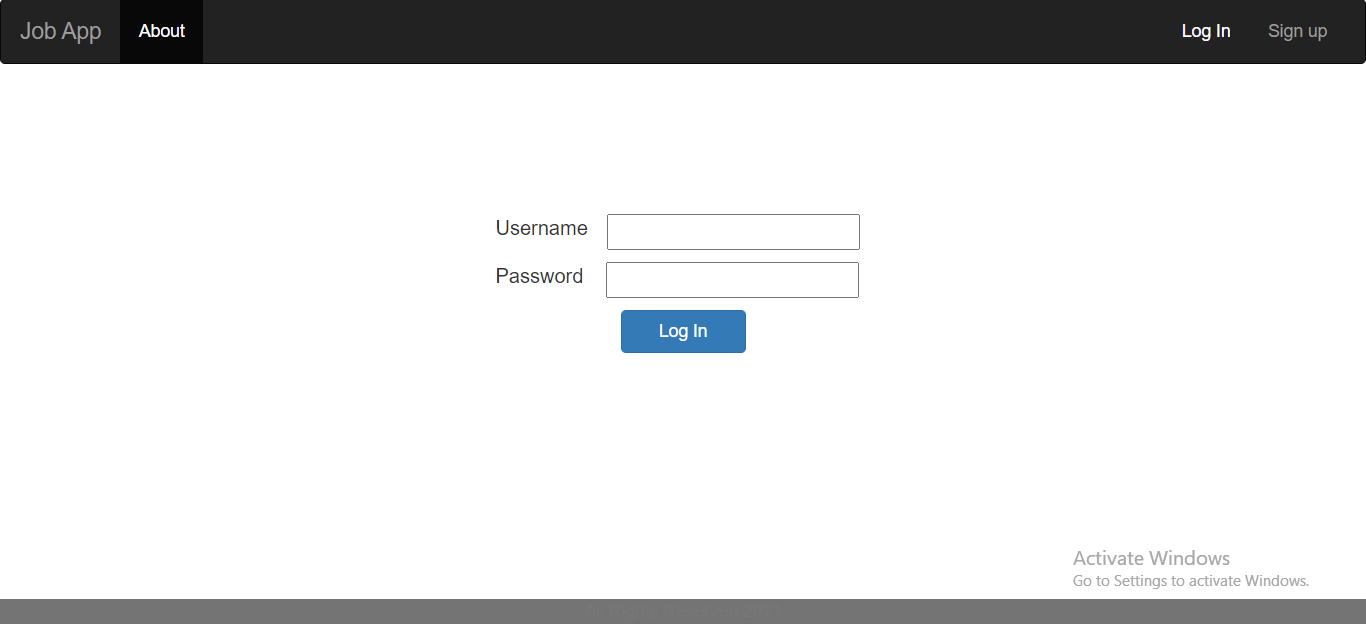 Job App
About
Log In
Sign up
Username
Password
Log In
Activate Windows
Go to Settings to activate Windows.